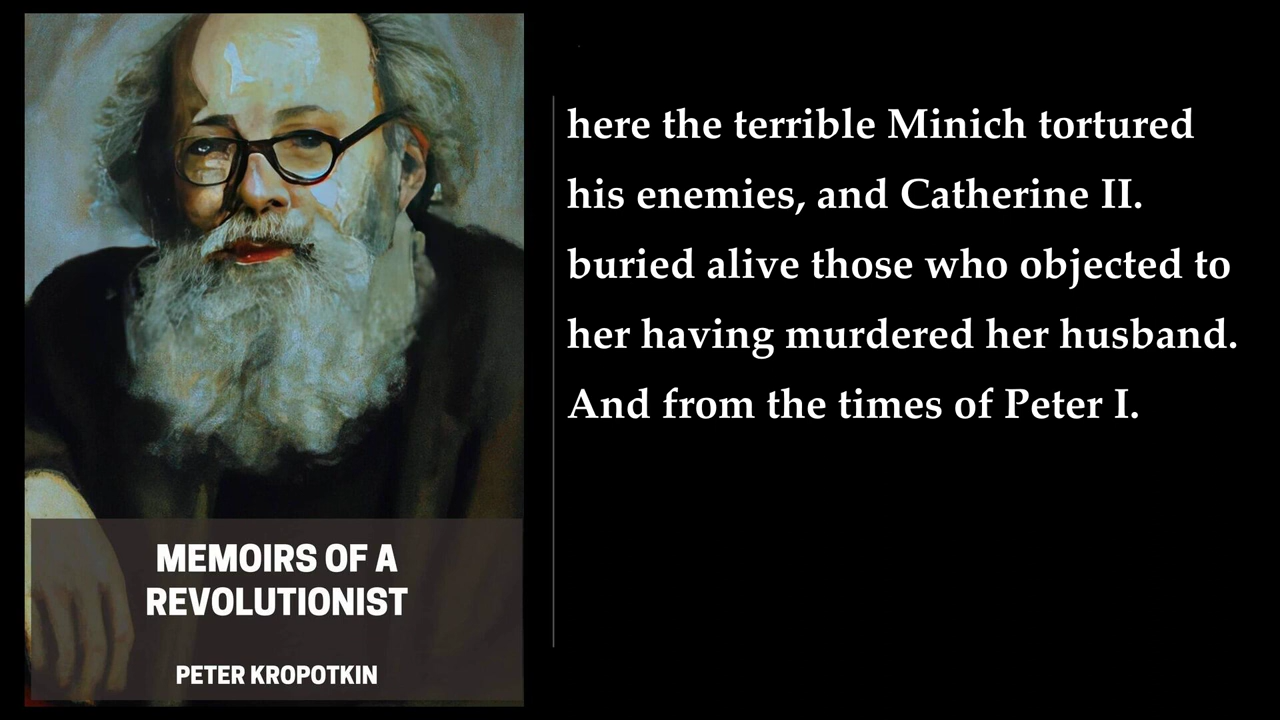 here the terrible Minich tortured
his enemies, and Catherine II.
buried alive those who objected to
her having murdered her husband.
And from the times of Peter I.
MEMOIRS OF A
REVOLUTIONIST
PETER KROPOTKIN